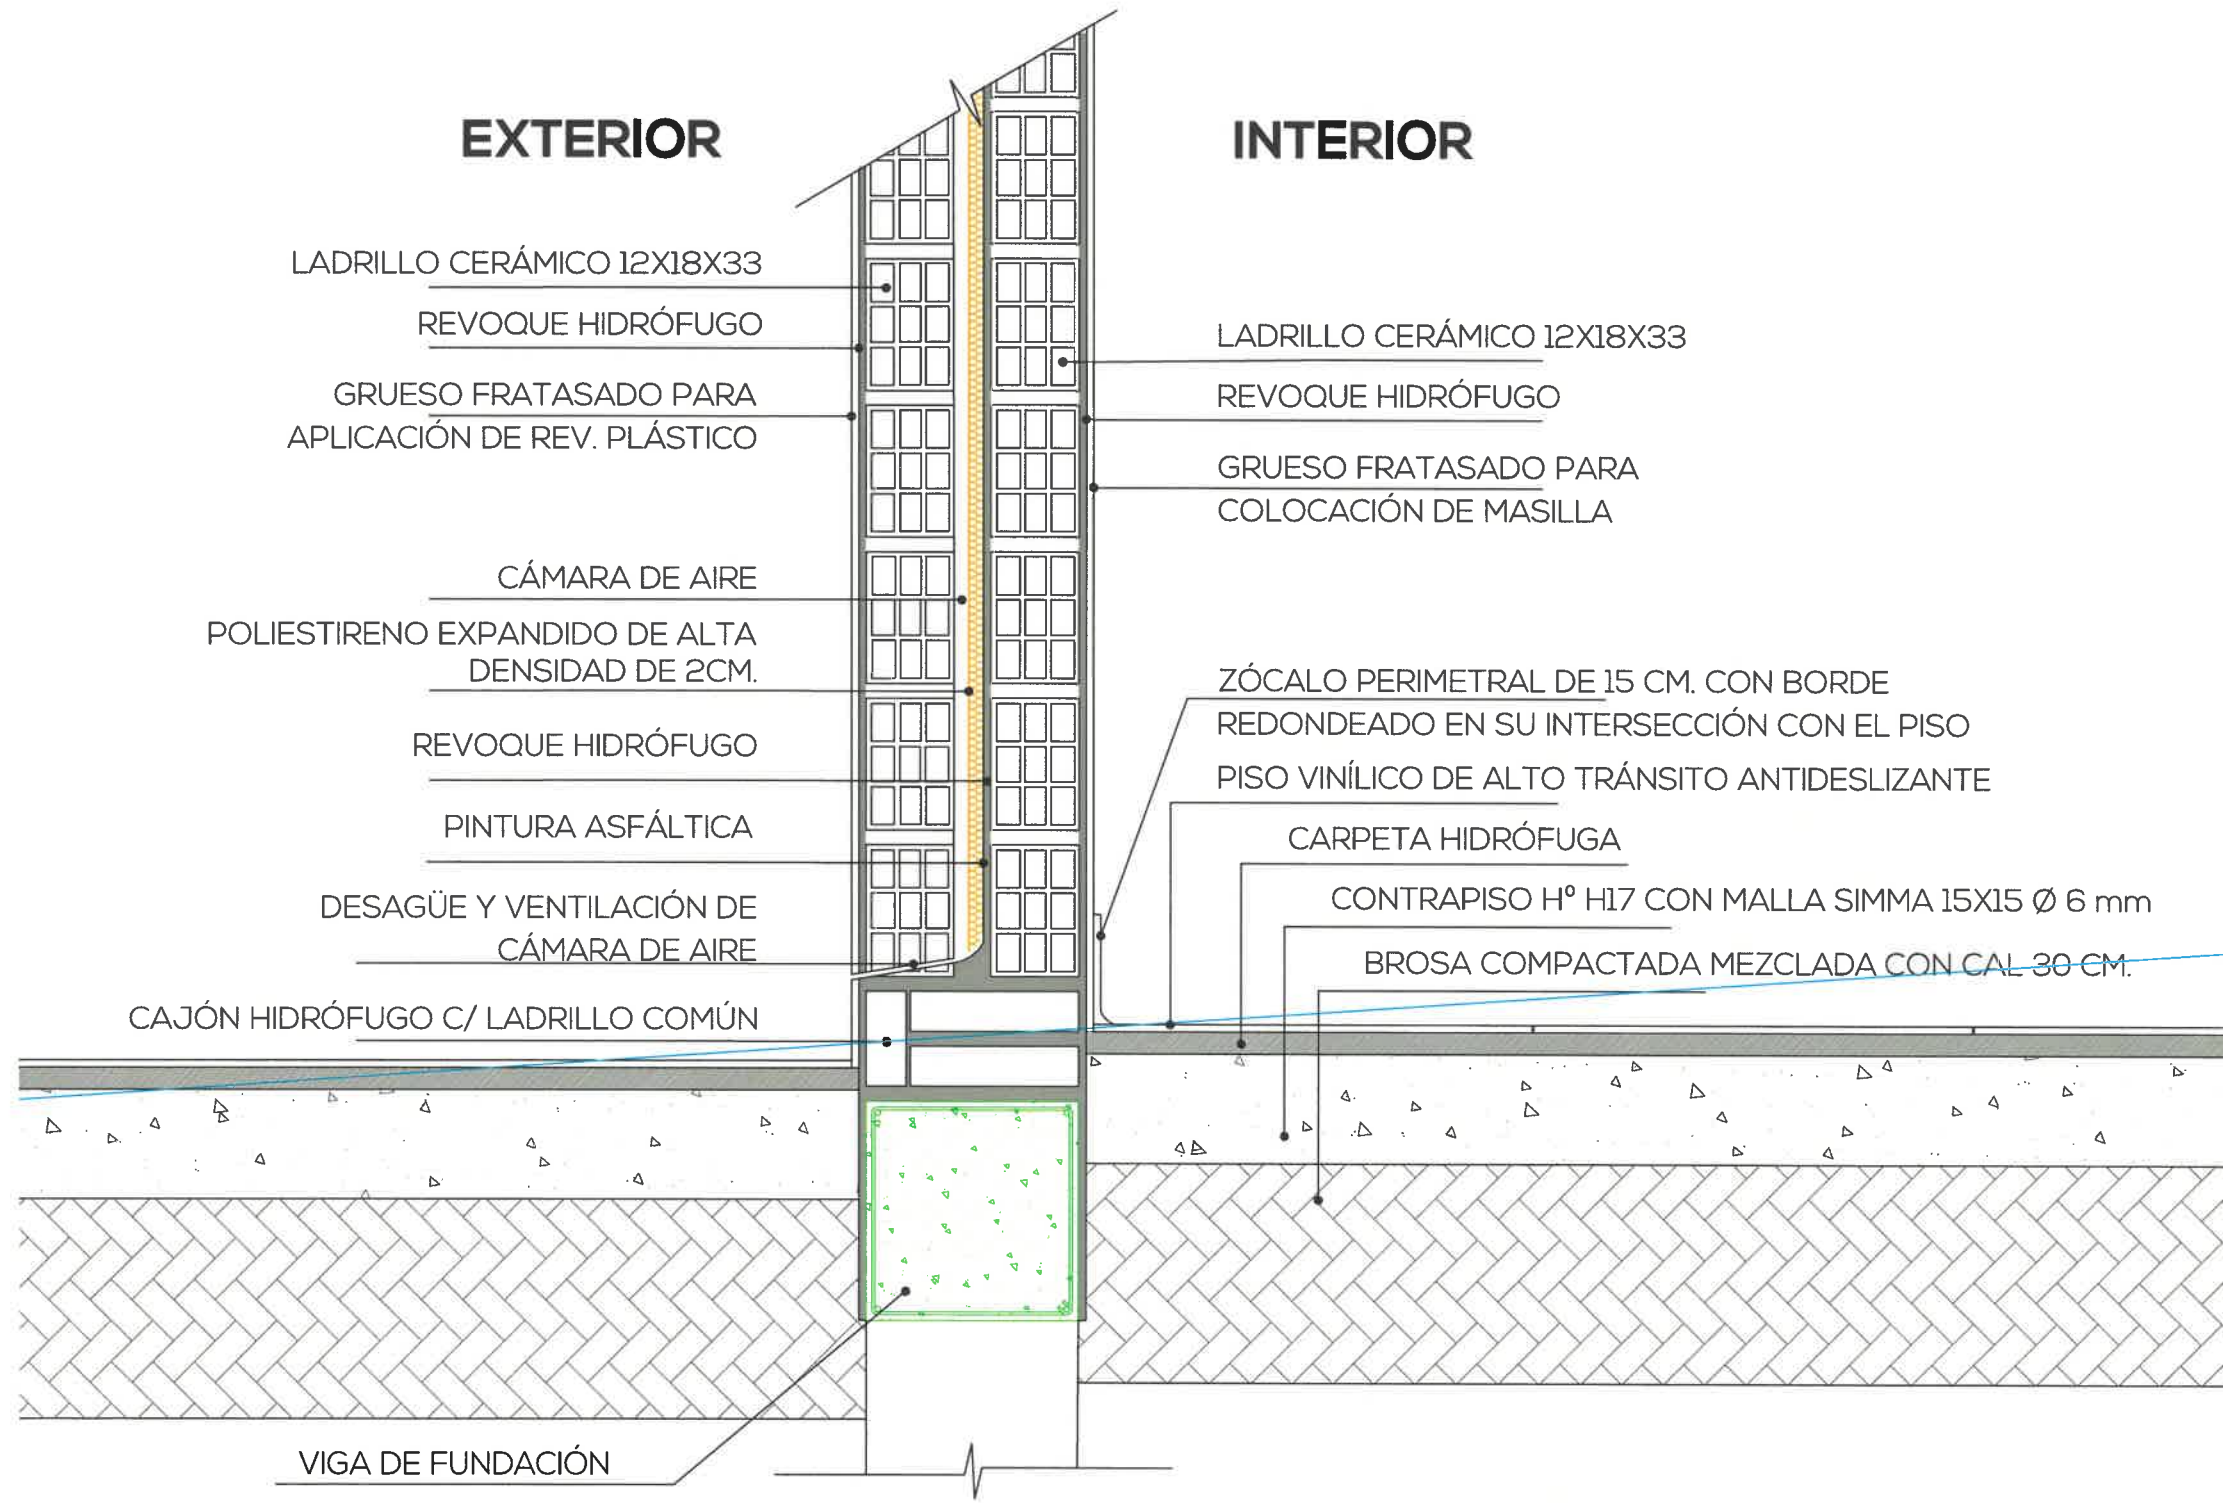 EXTERIOR
INTERIOR
LADRILLO CERÁMICO 12X18X33
REVOQUE HIDRÓFUGO
GRUESO FRATASADO PARA
APLICACIÓN DE REV. PLÁSTICO
CÁMARA DE AIRE
POLIESTIRENO EXPANDIDO DE ALTA
DENSIDAD DE 2CM.
REVOQUE HIDRÓFUGO
PINTURA ASFÁLTICA
DESAGÜE Y VENTILACIÓN DE
CÁMARA DE AIRE
CAJÓN HIDRÓFUGO C/ LADRILLO COMÚN
VIGA DE FUNDACIÓN
LADRILLO CERÁMICO 12X18X33
REVOQUE HIDRÓFUGO
GRUESO FRATASADO PARA
COLOCACIÓN DE MASILLA
ZÓCALO PERIMETRAL DE 15 CM. CON BORDE
REDONDEADO EN SU INTERSECCIÓN CON EL PISO
PISO VINÍLICO DE ALTO TRÁNSITO ANTIDESLIZANTE
CARPETA HIDRÓFUGA
CONTRAPISO Hº H17 CON MALLA SIMMA 15X15 Ø 6 mm
BROSA COMPACTADA MEZCLADA CON CAL 30 CM.